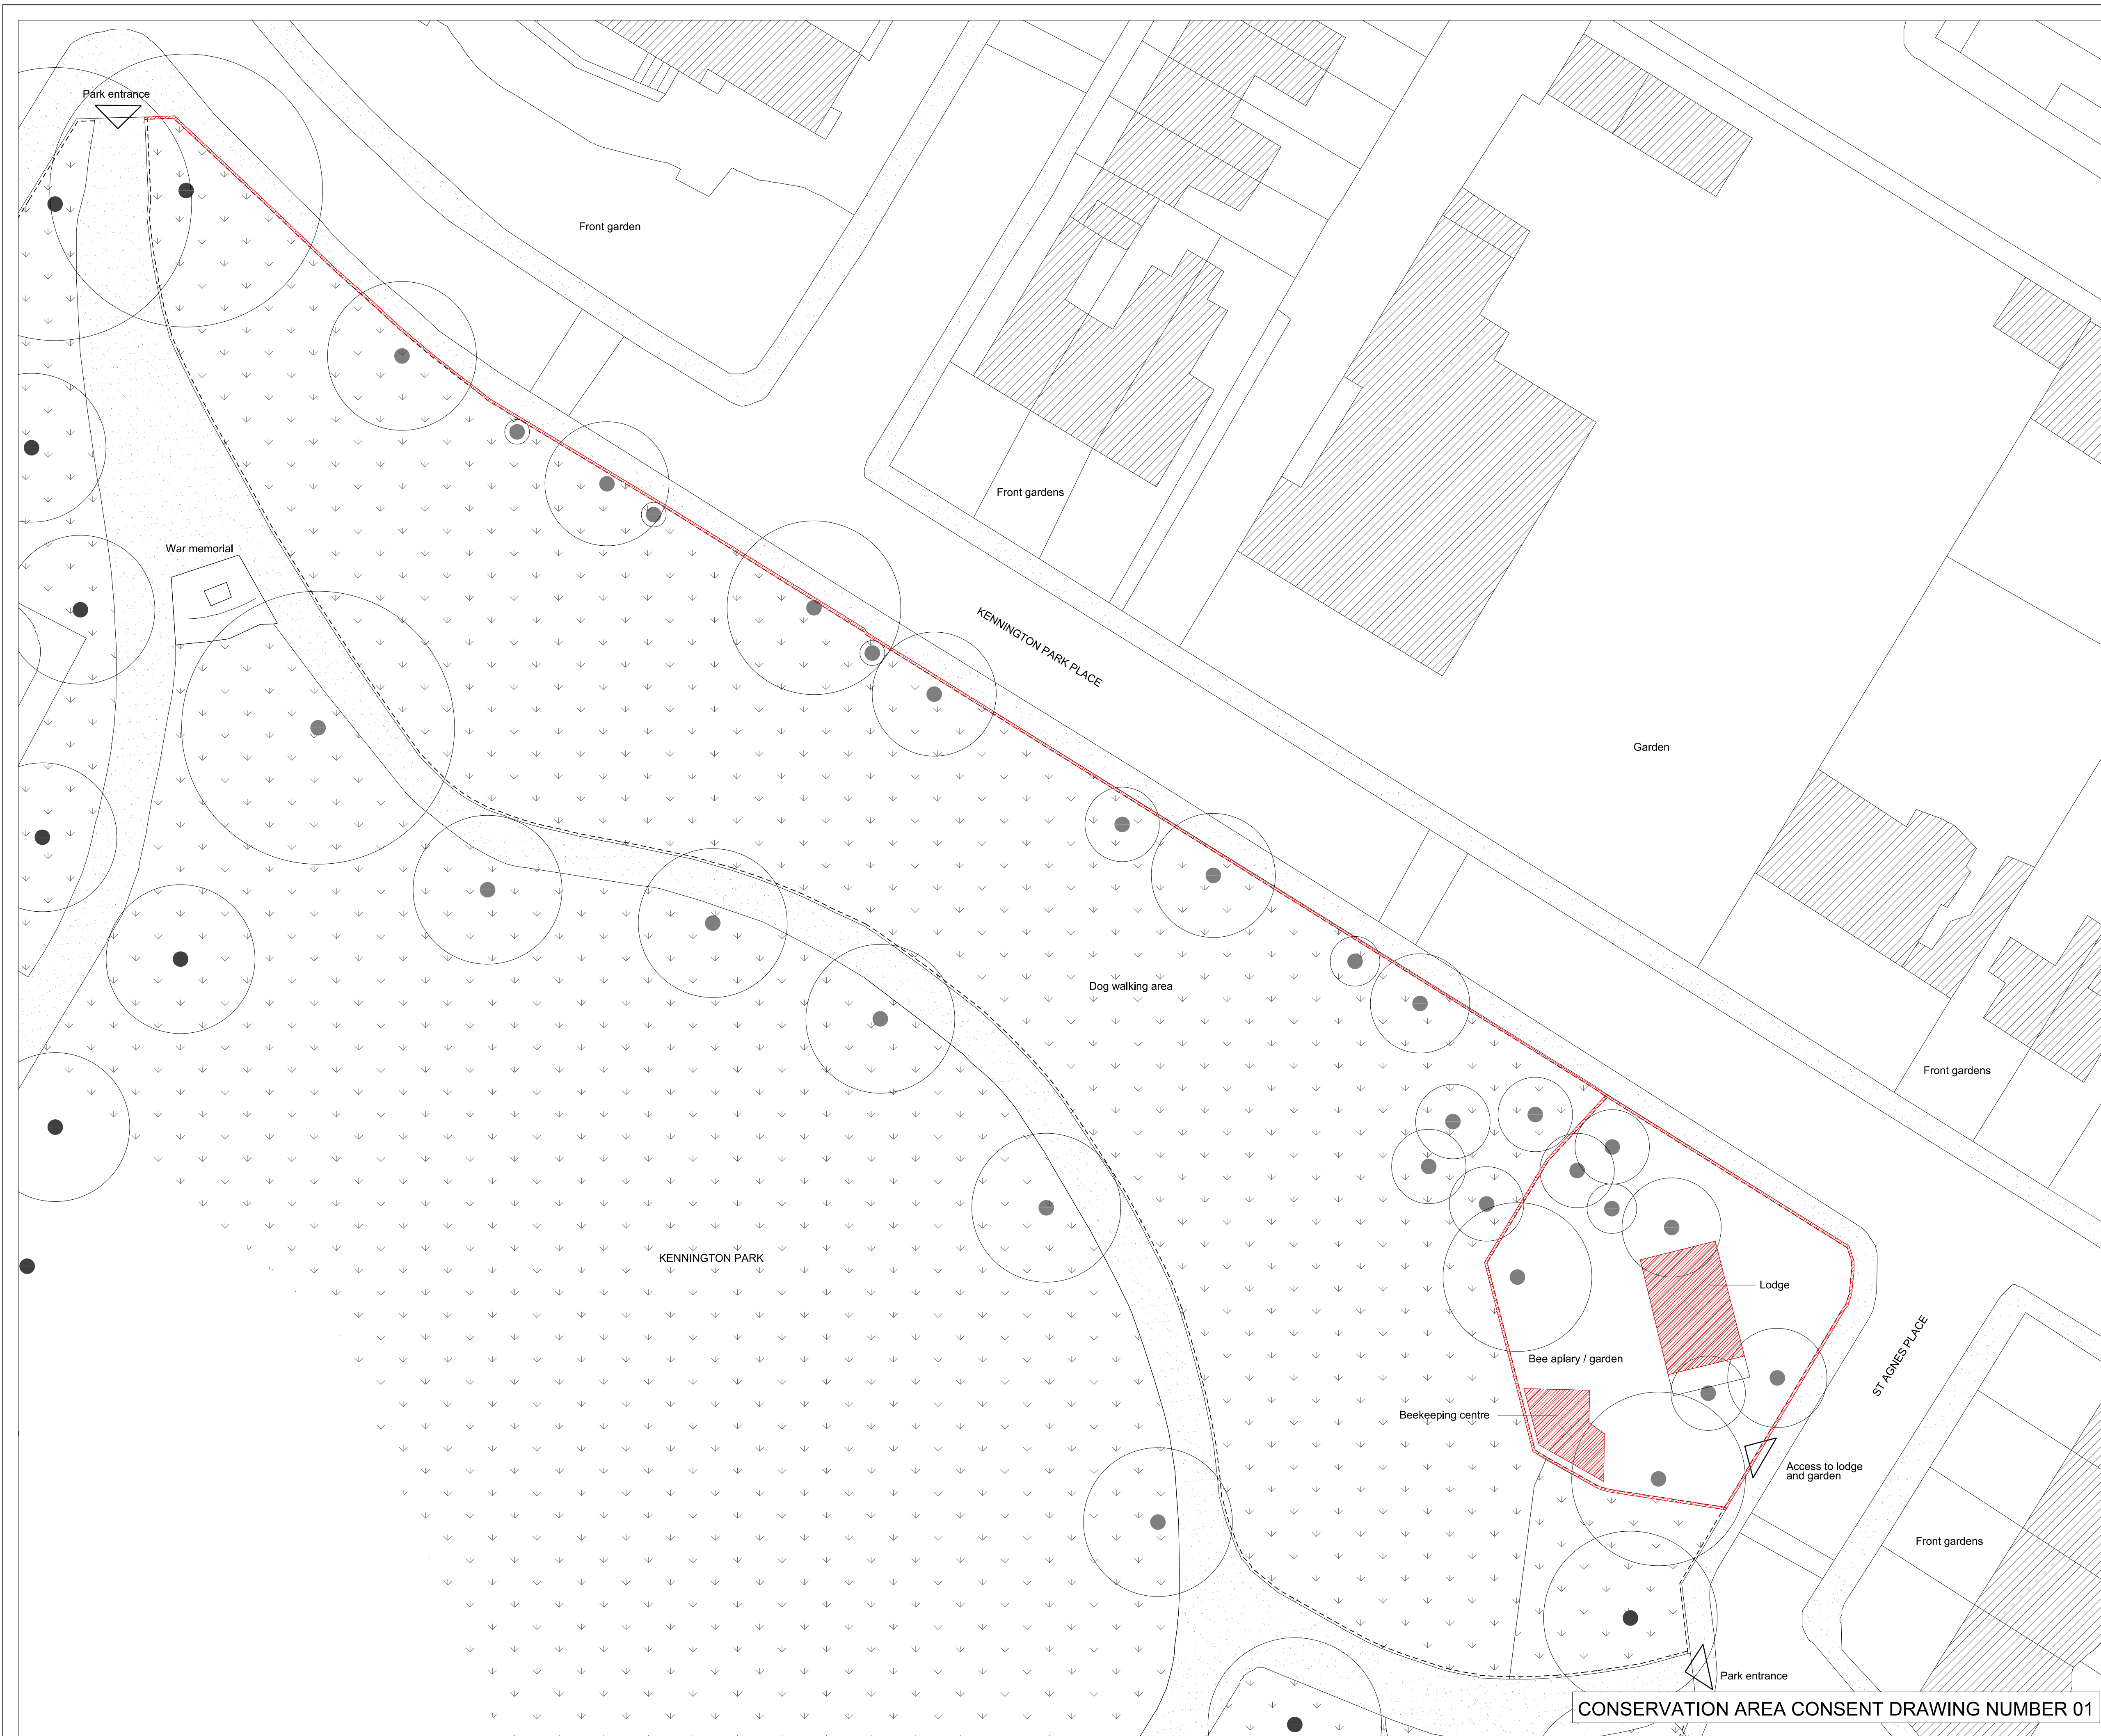 Park entrance
Front garden
Front gardens
War memorial
KENNINGTON PARK PLACE
Garden
Dog walking area
Front gardens
KENNINGTON PARK
Lodge
Bee apiary / garden
ST AGNES PLACE
Beekeeping centre
Access to lodge
and garden
Front gardens
Park entrance
CONSERVATION AREA CONSENT DRAWING NUMBER 01